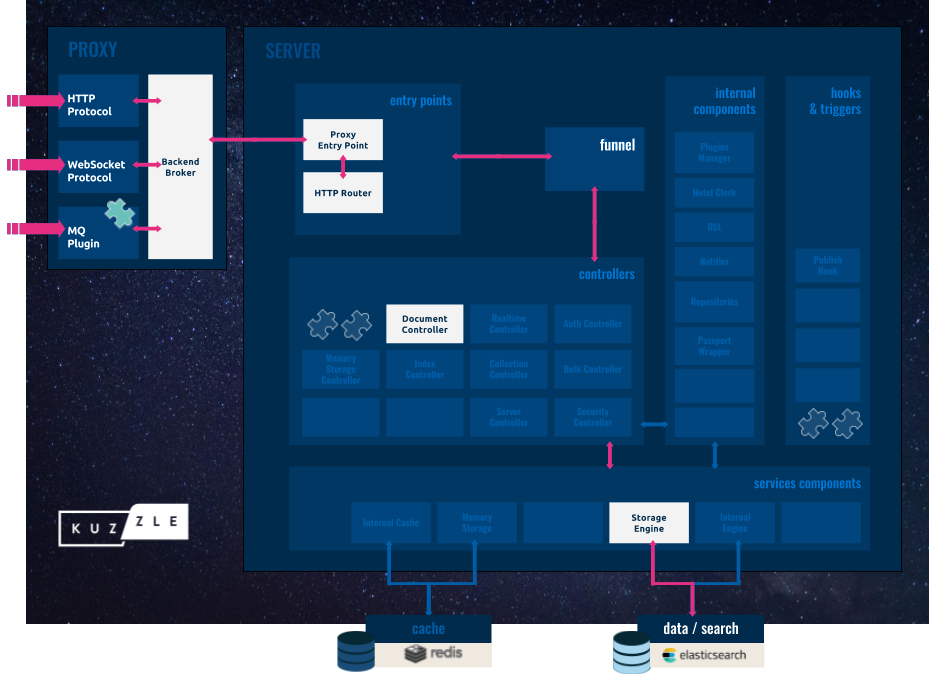 PROXY
HTTP
Protocol
WebSocket
Protocol
MQ
Plugin
Backend
Broker
SERVER
entry points
Proxy
Entry Point
HTTP Router
funnel
internal
components
Plugins
Manager
Hotel Clerk
DSL
Notifier
Repositories
Passport
Wrapper
hooks
& triggers
Publish
Hook
controllers
Document
Controller
Realtime
Controller
Auth Controller
Memory
Storage
Controller
Index
Controller
Collection
Controller
Bulk Controller
Server
Controller
Security
Controller
services components
Internal Cache
Memory
Storage
Storage
Engine
Internal
Engine
KUZZLE
cache
redis
data / search
elasticsearch